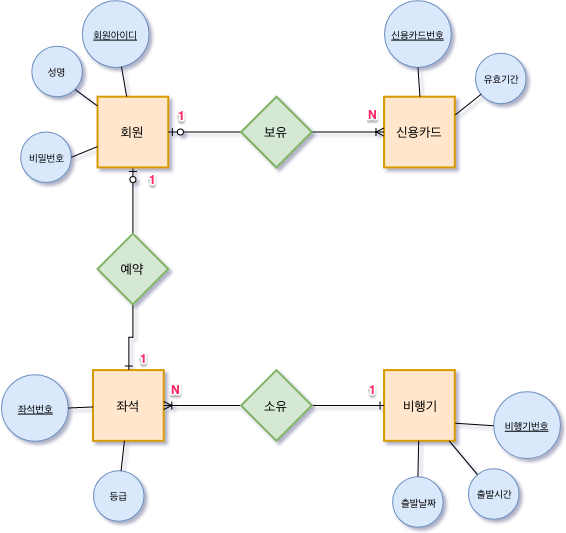 회원아이디
신용카드번호
성명
유효기간
회원
1
보유
N
신용카드
비밀번호
1
예약
1
좌석번호
좌석
N
소유
1
비행기
비행기번호
등급
출발날짜
출발시간